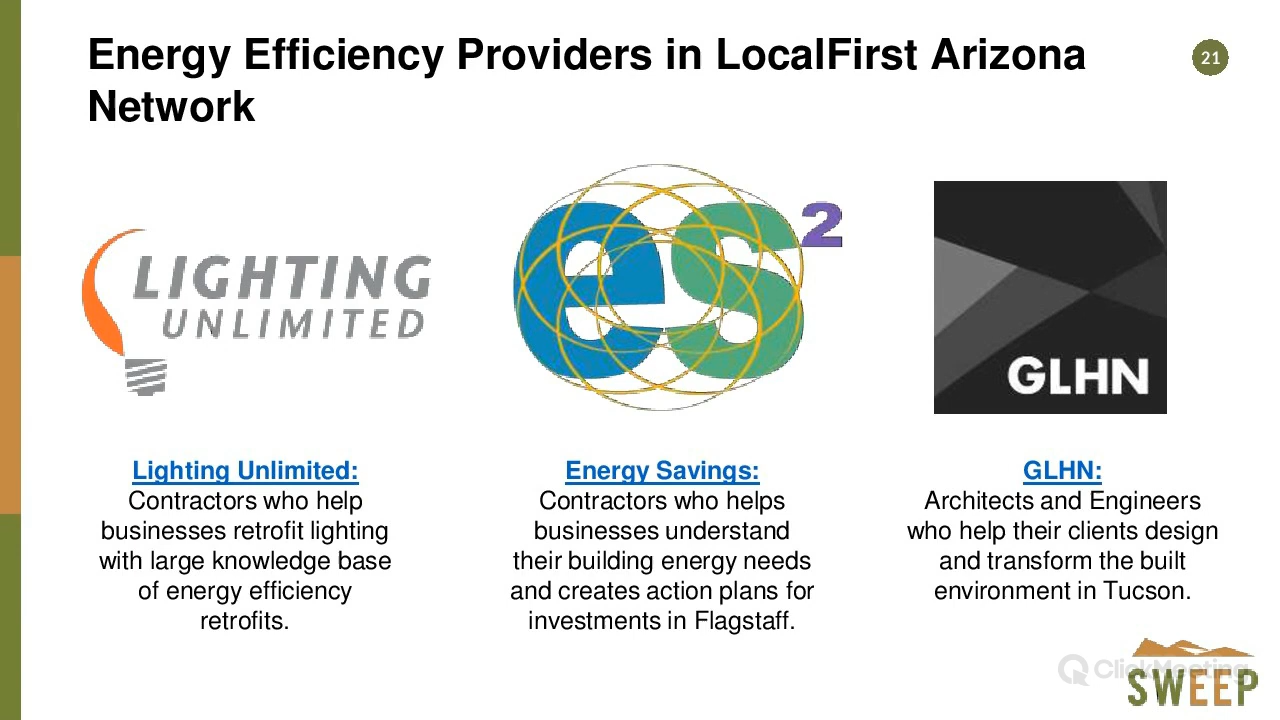 Energy Efficiency Providers in LocalFirst Arizona
Network
21
LIGHTING
UNLIMITED
es2
GLHN
Lighting Unlimited:
Contractors who help
businesses retrofit lighting
with large knowledge base
of energy efficiency
retrofits.
Energy Savings:
Contractors who helps
businesses understand
their building energy needs
and creates action plans for
investments in Flagstaff.
GLHN:
Architects and Engineers
who help their clients design
and transform the built
environment in Tucson.
ClickMeeting
SWEEP